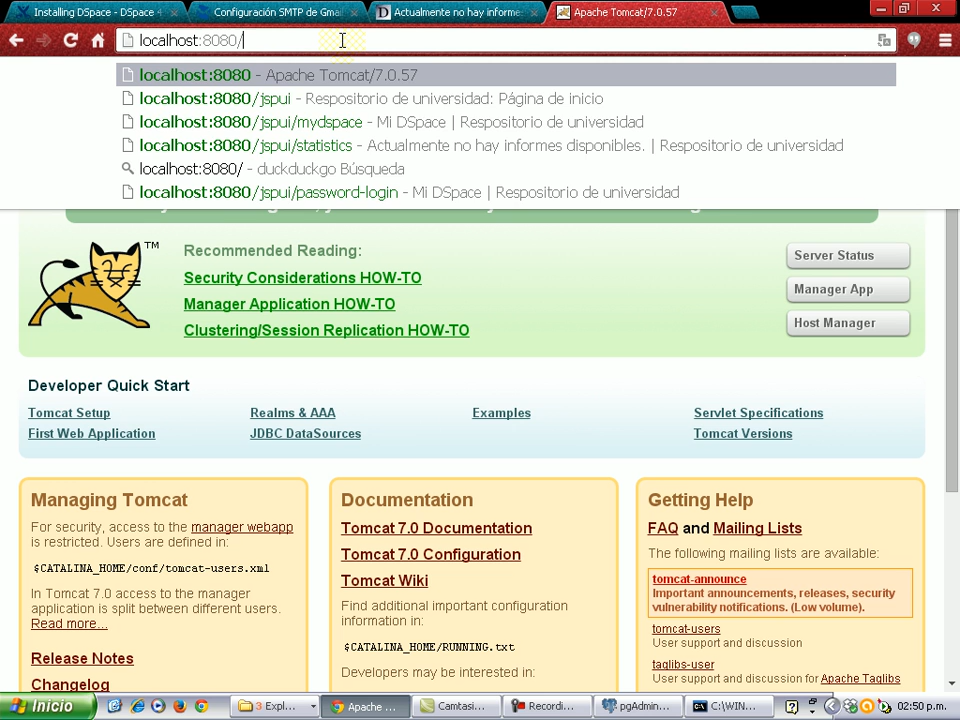 Installing DSpace - DSpace 4
Configuración SMTP de Gmai
Actualmente no hay informes
Apache Tomcat/7.0.57
localhost:8080/
localhost:8080 - Apache Tomcat/7.0.57
localhost:8080/jspui - Respositorio de universidad: Página de inicio
localhost:8080/jspui/mydspace - Mi DSpace | Respositorio de universidad
localhost:8080/jspui/statistics - Actualmente no hay informes disponibles. | Respositorio de universidad
localhost:8080/ - duckduckgo Búsqueda
localhost:8080/jspui/password-login - Mi DSpace | Respositorio de universidad
TM
Recommended Reading:
Security Considerations HOW-TO
Manager Application HOW-TO
Clustering/Session Replication HOW-TO
Server Status
Manager App
Host Manager
Developer Quick Start
Tomcat Setup
Realms & AAA
Examples
Servlet Specifications
First Web Application
JDBC DataSources
Tomcat Versions
Managing Tomcat
For security, access to the manager webapp
is restricted. Users are defined in:
$CATALINA_HOME/conf/tomcat-users.xml
In Tomcat 7.0 access to the manager
application is split between different users.
Read more...
Release Notes
Changelog
Documentation
Tomcat 7.0 Documentation
Tomcat 7.0 Configuration
Tomcat Wiki
Find additional important configuration
information in:
$CATALINA_HOME/RUNNING.txt
Developers may be interested in:
Getting Help
FAQ and Mailing Lists
The following mailing lists are available:
tomcat-announce
Important announcements, releases, security
vulnerability notifications. (Low volume).
tomcat-users
User support and discussion
taglibs-user
User support and discussion for Apache Taglibs
Inicio
3 Expl...
Apache ...
Camtasi...
Recordi...
pgAdmin...
C:\WIN...
02:50 p.m.